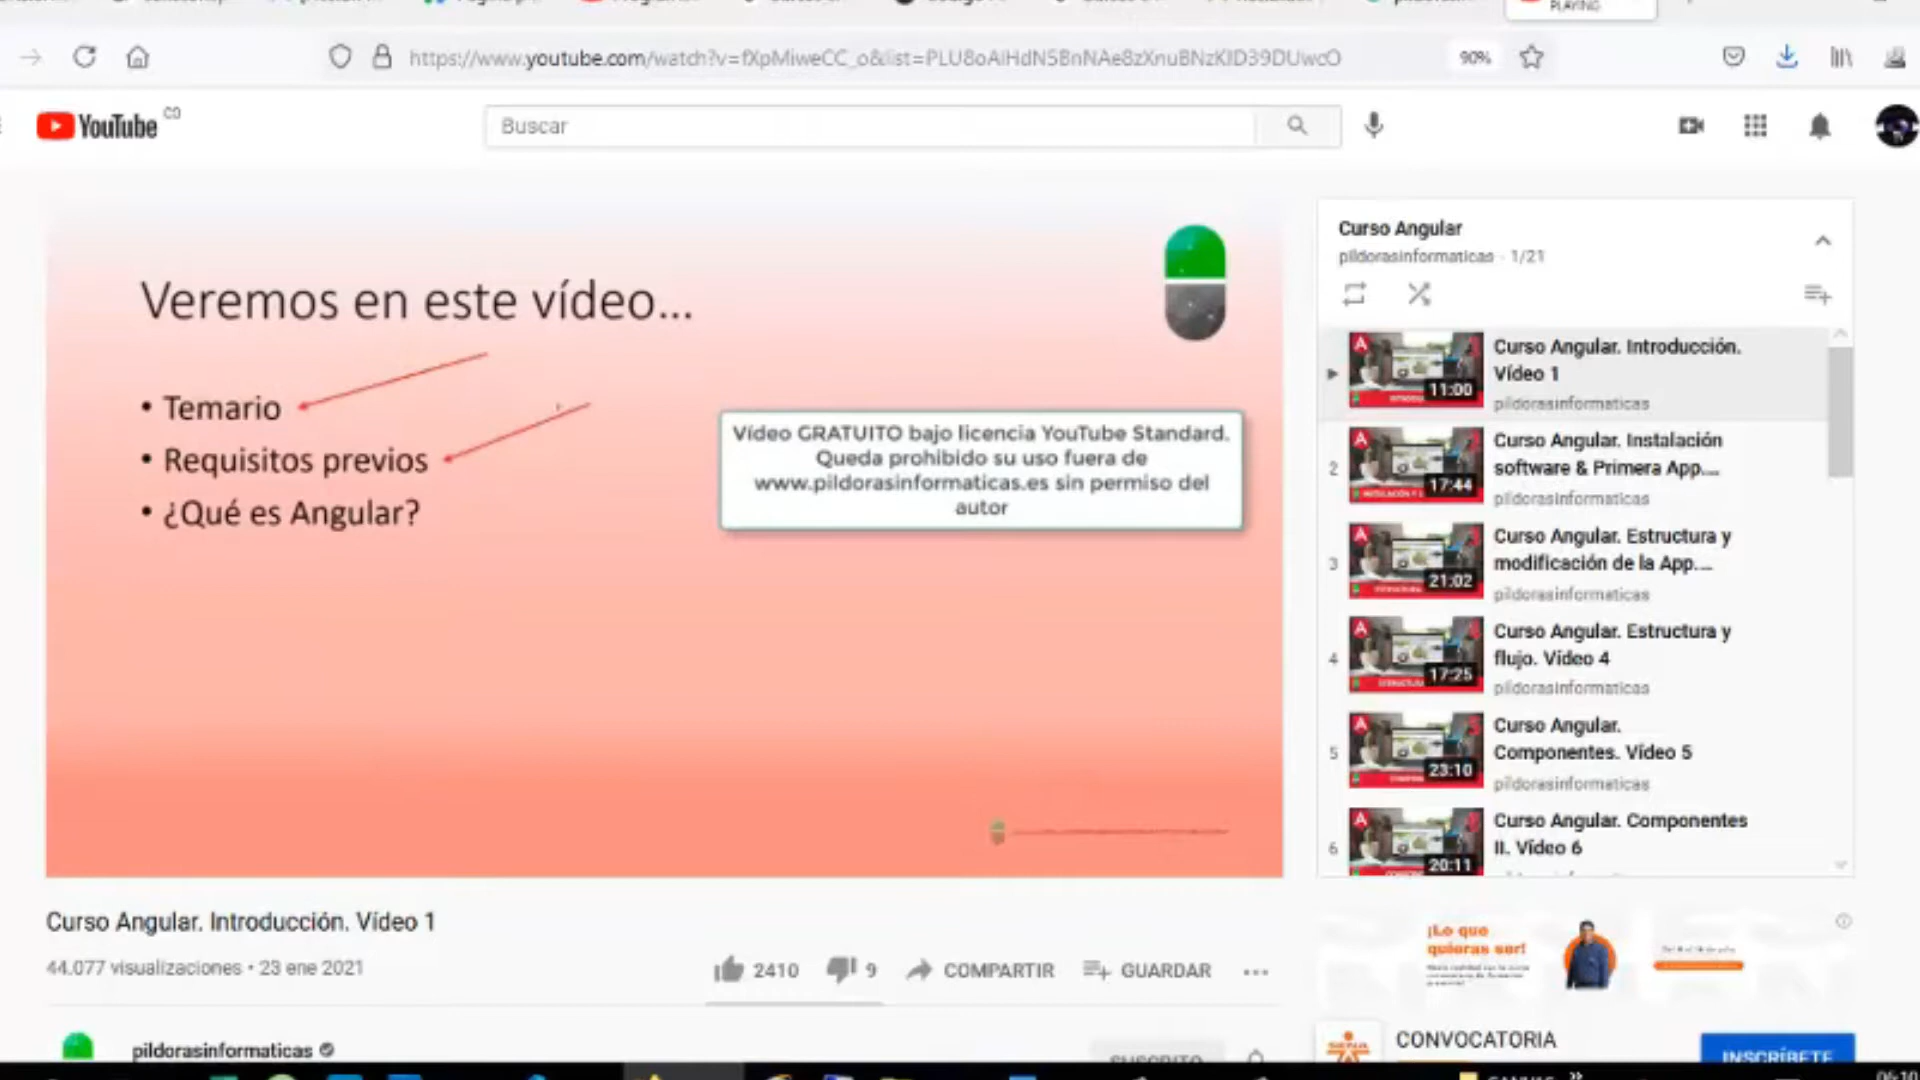 PLAYING
https://www.youtube.com/watch?v=fXpMiweCC_o&list=PLU8oAlHdN5BnNAe8zXnuBNzKlD39DUwcO
90%
YouTube CO
Buscar
Veremos en este vídeo...
• Temario
• Requisitos previos
• ¿Qué es Angular?
Vídeo GRATUITO bajo licencia YouTube Standard.
Queda prohibido su uso fuera de
www.pildorasinformaticas.es sin permiso del
autor
Curso Angular. Introducción. Vídeo 1
44.077 visualizaciones • 23 ene 2021
2410
9
COMPARTIR
GUARDAR
pildorasinformaticas
SUSCRITO
Curso Angular
pildorasinformaticas - 1/21
Curso Angular. Introducción.
Vídeo 1
pildorasinformaticas
11:00
2
Curso Angular. Instalación
software & Primera App....
pildorasinformaticas
17:44
3
Curso Angular. Estructura y
modificación de la App....
pildorasinformaticas
21:02
4
Curso Angular. Estructura y
flujo. Vídeo 4
pildorasinformaticas
17:25
5
Curso Angular.
Componentes. Vídeo 5
pildorasinformaticas
23:10
6
Curso Angular. Componentes
II. Vídeo 6
20:11
¡Lo que
quieras ser!
SENA
CONVOCATORIA
INSCRÍBETE